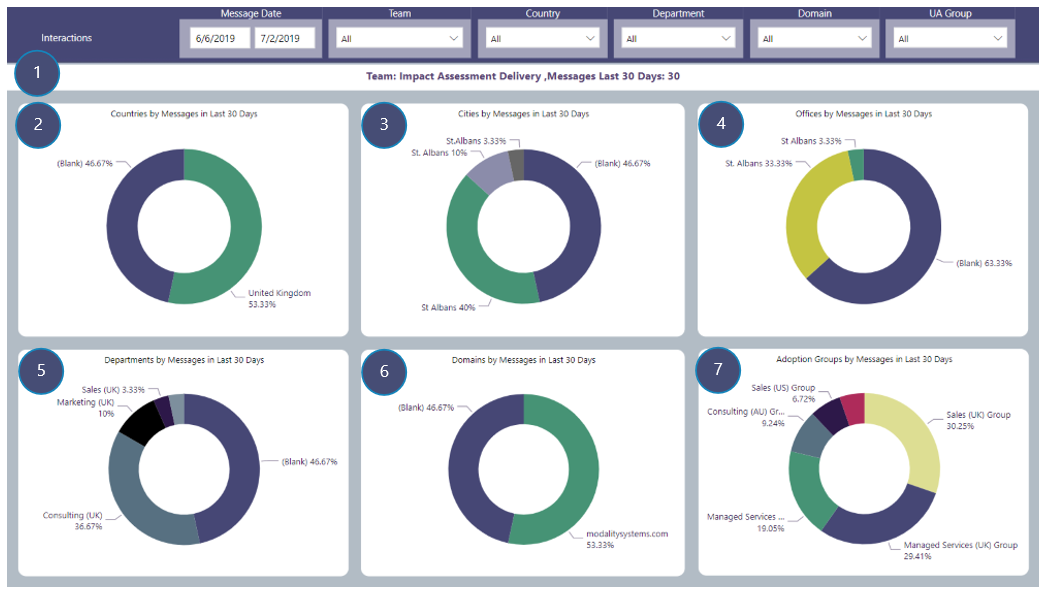 Message Date
Team
Country
Department
Domain
UA Group
Interactions
6/6/2019
7/2/2019
All
All
All
All
All
1
Team: Impact Assessment Delivery ,Messages Last 30 Days: 30
2
Countries by Messages in Last 30 Days
(Blank) 46.67%
United Kingdom
53.33%
3
Cities by Messages in Last 30 Days
St.Albans 3.33%
St. Albans 10%
(Blank) 46.67%
St Albans 40%
4
Offices by Messages in Last 30 Days
St Albans 3.33%
St. Albans 33.33%
(Blank) 63.33%
5
Departments by Messages in Last 30 Days
Sales (UK) 3.33%
Marketing (UK)
10%
(Blank) 46.67%
Consulting (UK)
36.67%
6
Domains by Messages in Last 30 Days
(Blank) 46.67%
modalitysystems.com
53.33%
7
Adoption Groups by Messages in Last 30 Days
Sales (US) Group
6.72%
Consulting (AU) Gr...
9.24%
Sales (UK) Group
30.25%
Managed Services ...
19.05%
Managed Services (UK) Group
29.41%